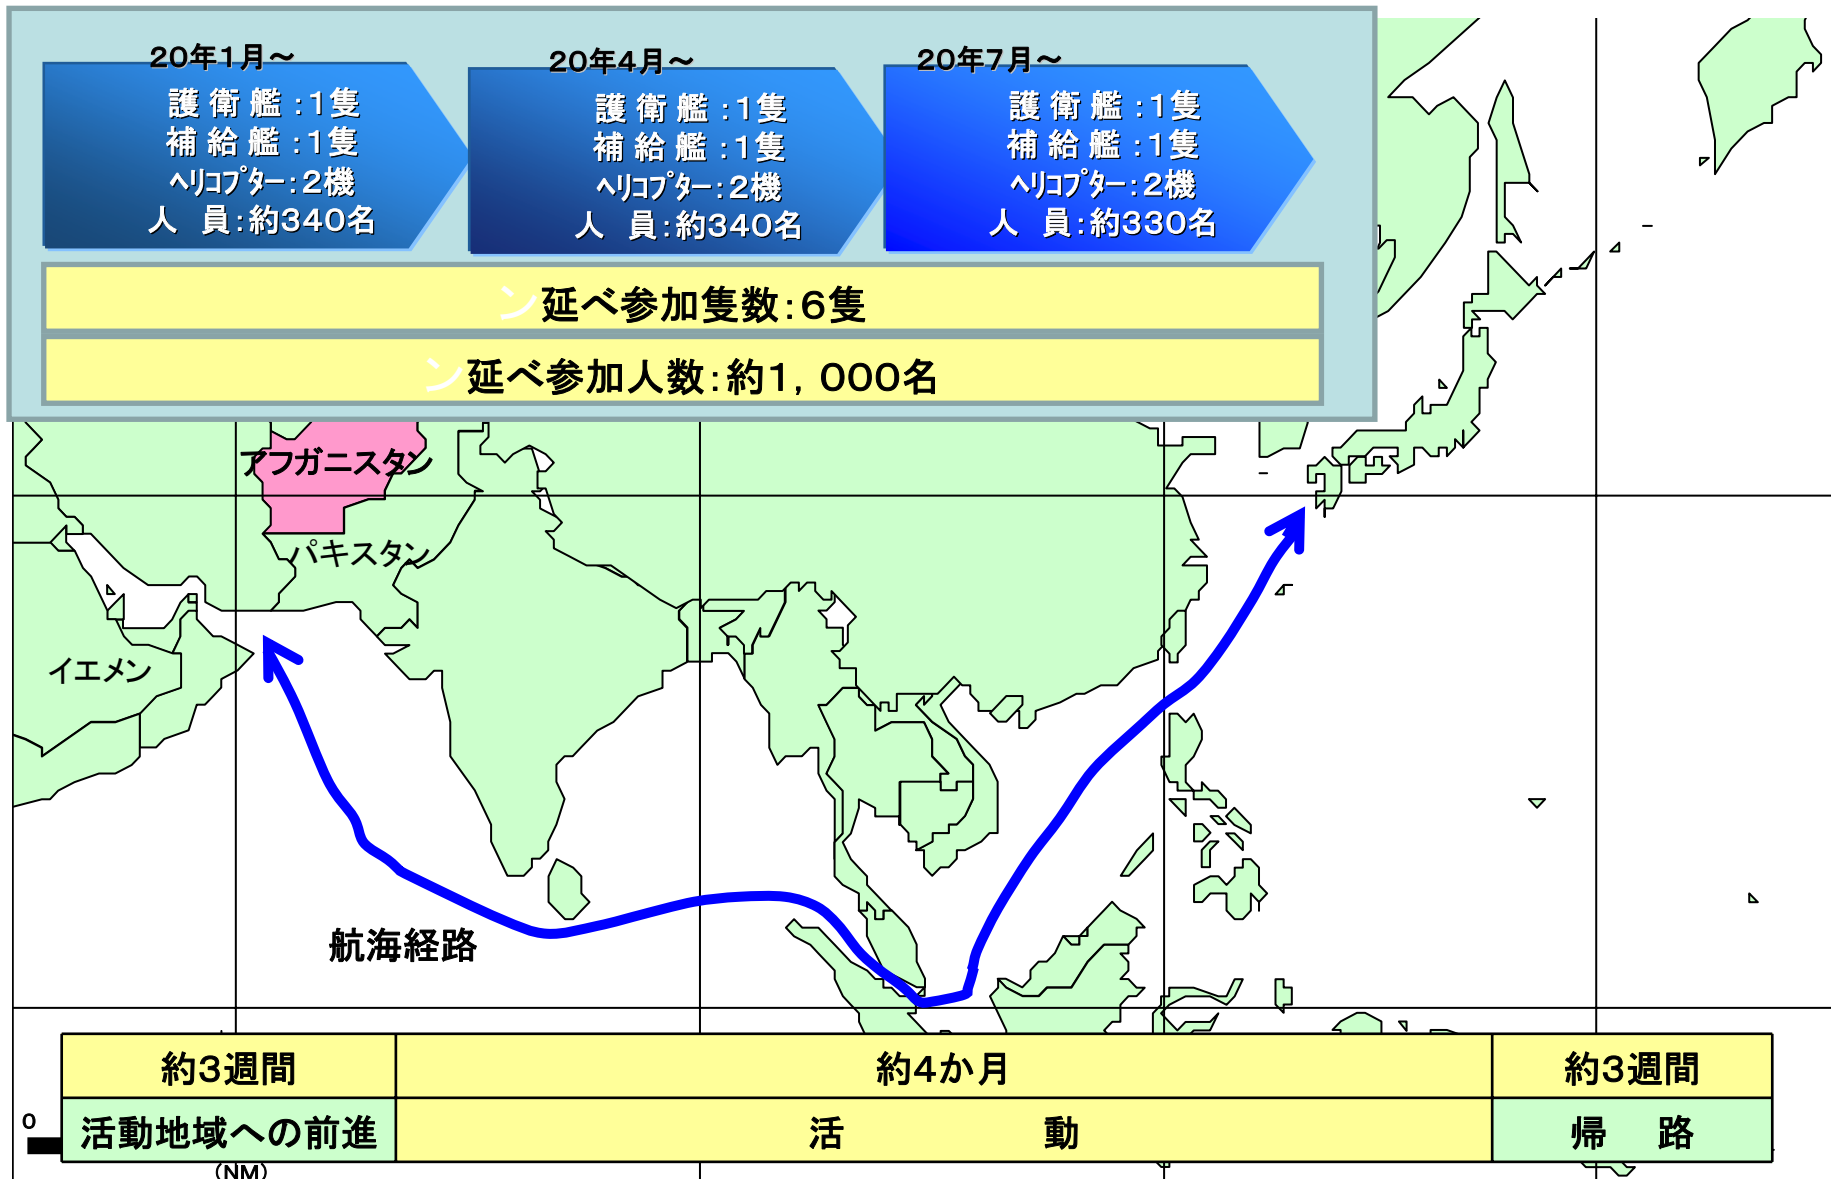 20年1月～
護衛艦：1隻
補給艦：1隻
ﾍﾘｺﾌﾟﾀｰ：2機
人　員：約340名
20年4月～
護衛艦：1隻
補給艦：1隻
ﾍﾘｺﾌﾟﾀｰ：2機
人　員：約340名
20年7月～
護衛艦：1隻
補給艦：1隻
ﾍﾘｺﾌﾟﾀｰ：2機
人　員：約330名
ン延べ参加隻数：6隻
ン延べ参加人数：約1，000名
アフガニスタン
パキスタン
イエメン
航海経路
約3週間
約4か月
約3週間
活動地域への前進
活　動
帰　路
0
(NM)